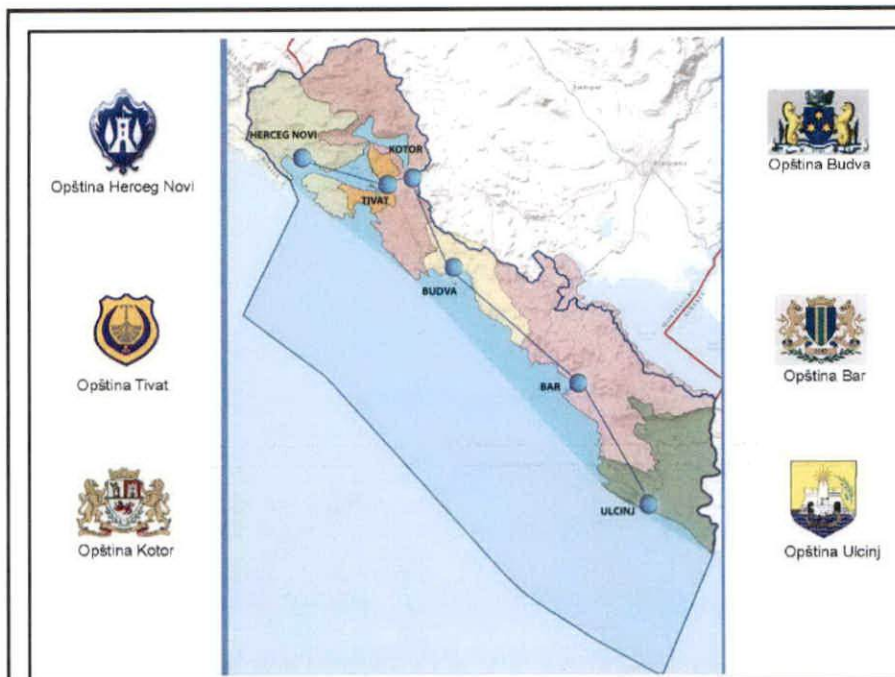 Opština Herceg Novi
Opština Tivat
Opština Kotor
HERCEG NOVI
KOTOR
TIVAT
BUDVA
BAR
ULCINJ
Opština Budva
Opština Bar
Opština Ulcinj